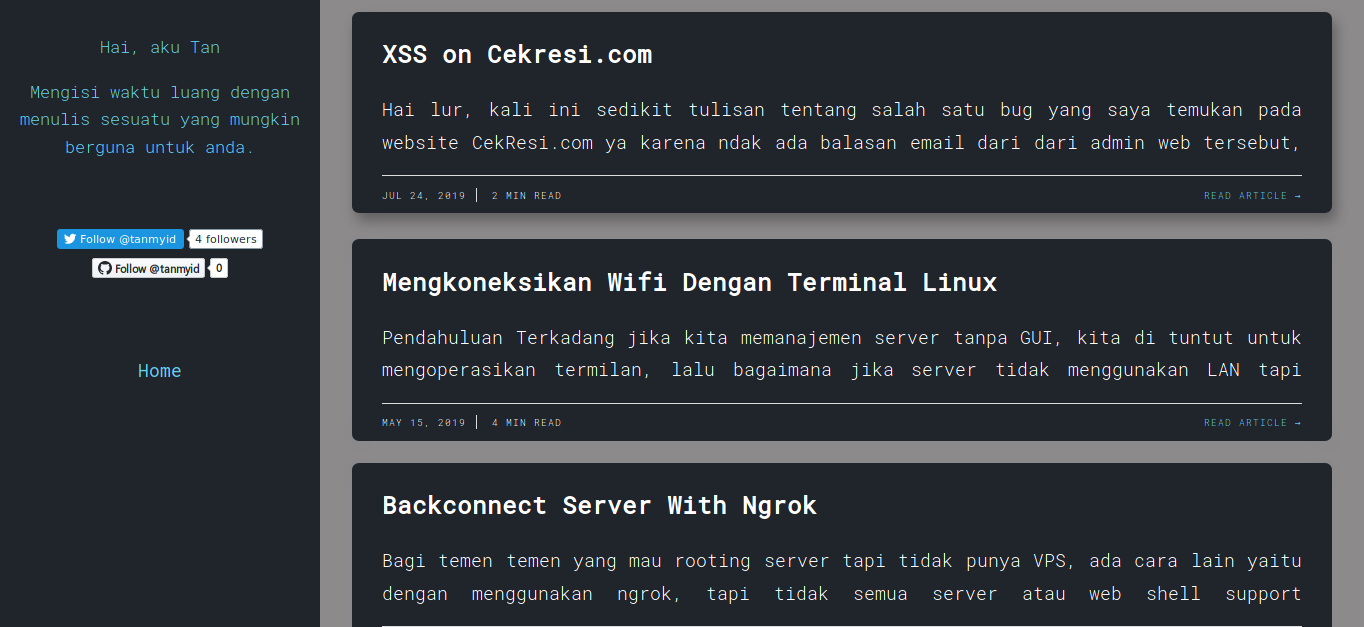 Hai, aku Tan
Mengisi waktu luang dengan
menulis sesuatu yang mungkin
berguna untuk anda.
Follow @tanmyid
4 followers
Follow @tanmyid
0
Home
XSS on Cekresi.com
Hai lur, kali ini sedikit tulisan tentang salah satu bug yang saya temukan pada
website CekResi.com ya karena ndak ada balasan email dari dari admin web tersebut,
JUL 24, 2019 | 2 MIN READ
READ ARTICLE →
Mengkoneksikan Wifi Dengan Terminal Linux
Pendahuluan Terkadang jika kita memanajemen server tanpa GUI, kita di tuntut untuk
mengoperasikan termilan, lalu bagaimana jika server tidak menggunakan LAN tapi
MAY 15, 2019 | 4 MIN READ
READ ARTICLE →
Backconnect Server With Ngrok
Bagi temen temen yang mau rooting server tapi tidak punya VPS, ada cara lain yaitu
dengan menggunakan ngrok, tapi tidak semua server atau web shell support